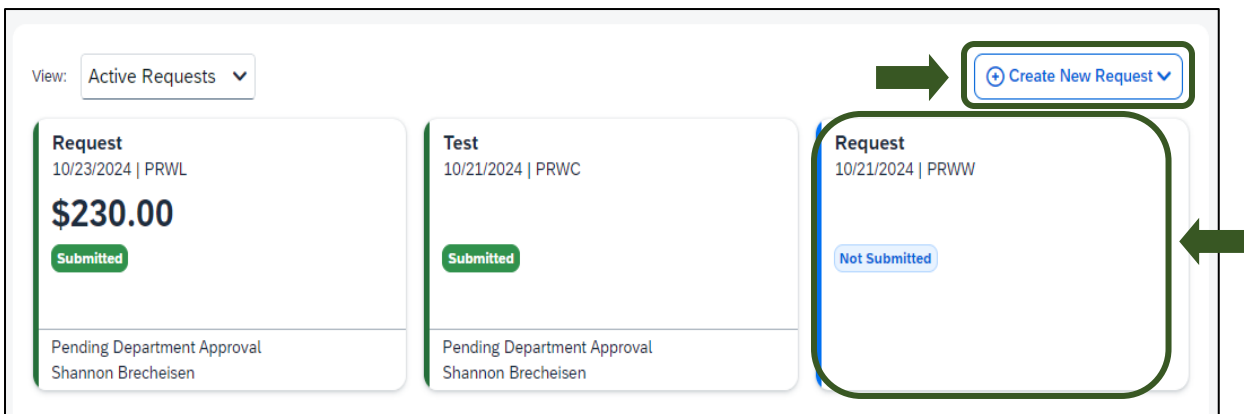 View: Active Requests
Create New Request
Request
10/23/2024 | PRWL
$230.00
Submitted
Pending Department Approval
Shannon Brecheisen
Test
10/21/2024 | PRWC
Submitted
Pending Department Approval
Shannon Brecheisen
Request
10/21/2024 | PRWW
Not Submitted